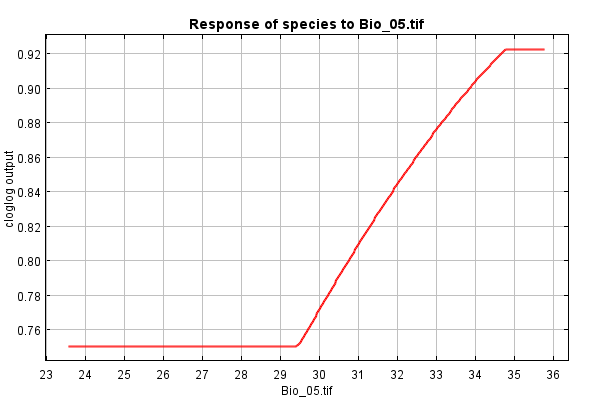 Response of species to Bio_05.tif
cloglog output
0.92
0.90
0.88
0.86
0.84
0.82
0.80
0.78
0.76
23 24 25 26 27 28 29 30 31 32 33 34 35 36
Bio_05.tif